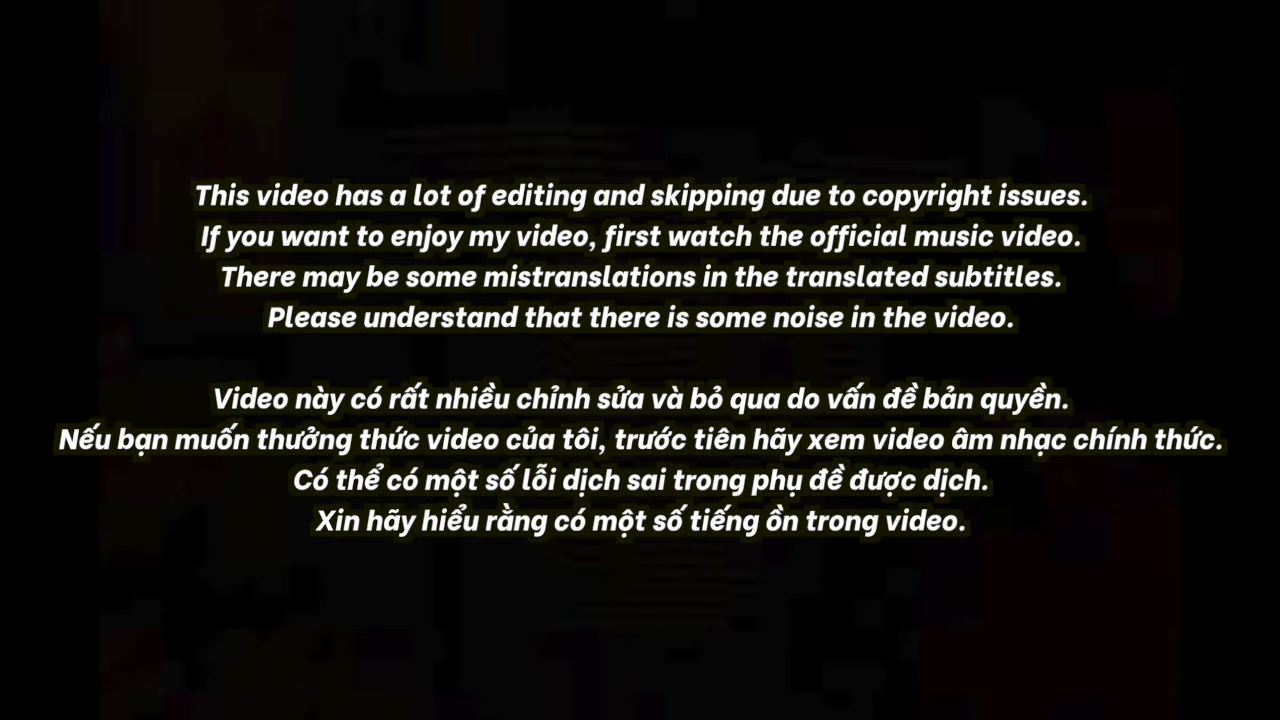 This video has a lot of editing and skipping due to copyright issues.
If you want to enjoy my video, first watch the official music video.
There may be some mistranslations in the translated subtitles.
Please understand that there is some noise in the video.
Video này có rất nhiều chỉnh sửa và bỏ qua do vấn đề bản quyền.
Nếu bạn muốn thưởng thức video của tôi, trước tiên hãy xem video âm nhạc chính thức.
Có thể có một số lỗi dịch sai trong phụ đề được dịch.
Xin hãy hiểu rằng có một số tiếng ồn trong video.